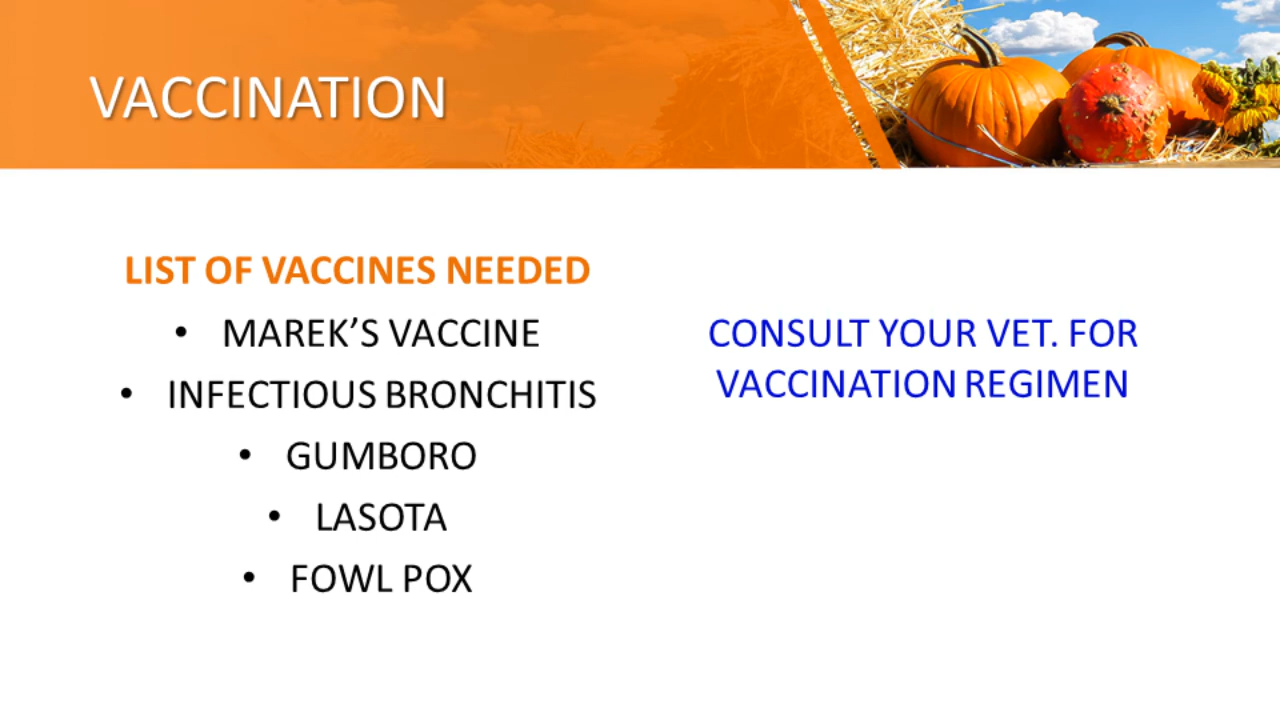 VACCINATION
LIST OF VACCINES NEEDED
• MAREK’S VACCINE
• INFECTIOUS BRONCHITIS
• GUMBORO
• LASOTA
• FOWL POX
CONSULT YOUR VET. FOR
VACCINATION REGIMEN